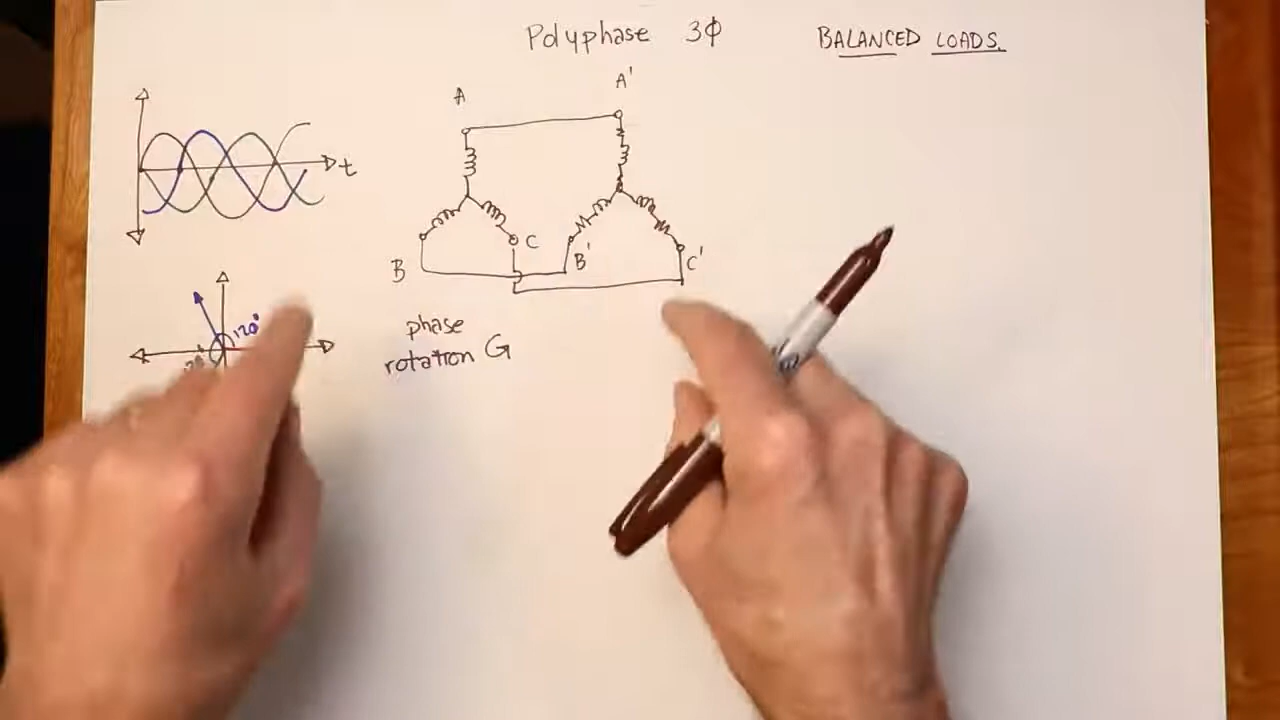 Polyphase 3ϕ
BALANCED LOADS.
A
A'
t
C
B
B'
C'
120°
phase
rotation G